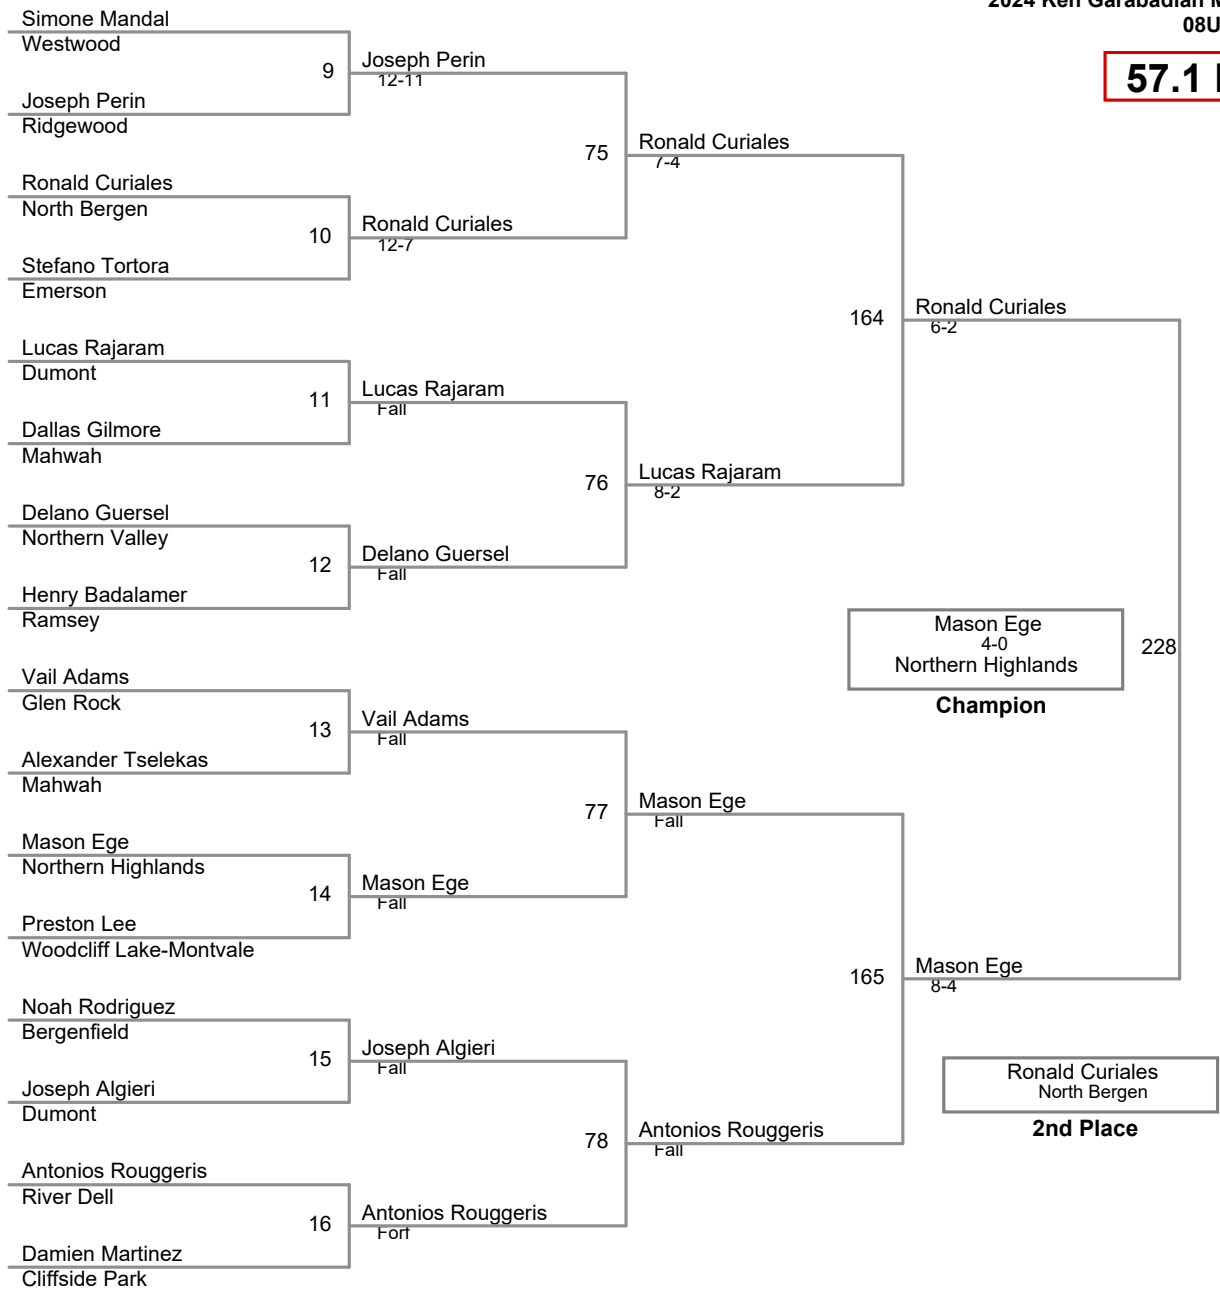 2024 Ken Garabadian M
08U
57.1
Simone Mandal
Westwood
9
Joseph Perin
12-11
Joseph Perin
Ridgewood
75
Ronald Curiales
7-4
Ronald Curiales
North Bergen
10
Ronald Curiales
12-7
Stefano Tortora
Emerson
164
Ronald Curiales
6-2
Lucas Rajaram
Dumont
11
Lucas Rajaram
Fall
Dallas Gilmore
Mahwah
76
Lucas Rajaram
8-2
Delano Guersel
Northern Valley
12
Delano Guersel
Fall
Henry Badalamer
Ramsey
Mason Ege
4-0
Northern Highlands
Champion
228
Vail Adams
Glen Rock
13
Vail Adams
Fall
Alexander Tselekas
Mahwah
77
Mason Ege
Fall
Mason Ege
Northern Highlands
14
Mason Ege
Fall
Preston Lee
Woodcliff Lake-Montvale
165
Mason Ege
8-4
Noah Rodriguez
Bergenfield
15
Joseph Algieri
Fall
Joseph Algieri
Dumont
78
Antonios Rouggeris
Fall
Ronald Curiales
North Bergen
2nd Place
Antonios Rouggeris
River Dell
16
Antonios Rouggeris
Forf
Damien Martinez
Cliffside Park